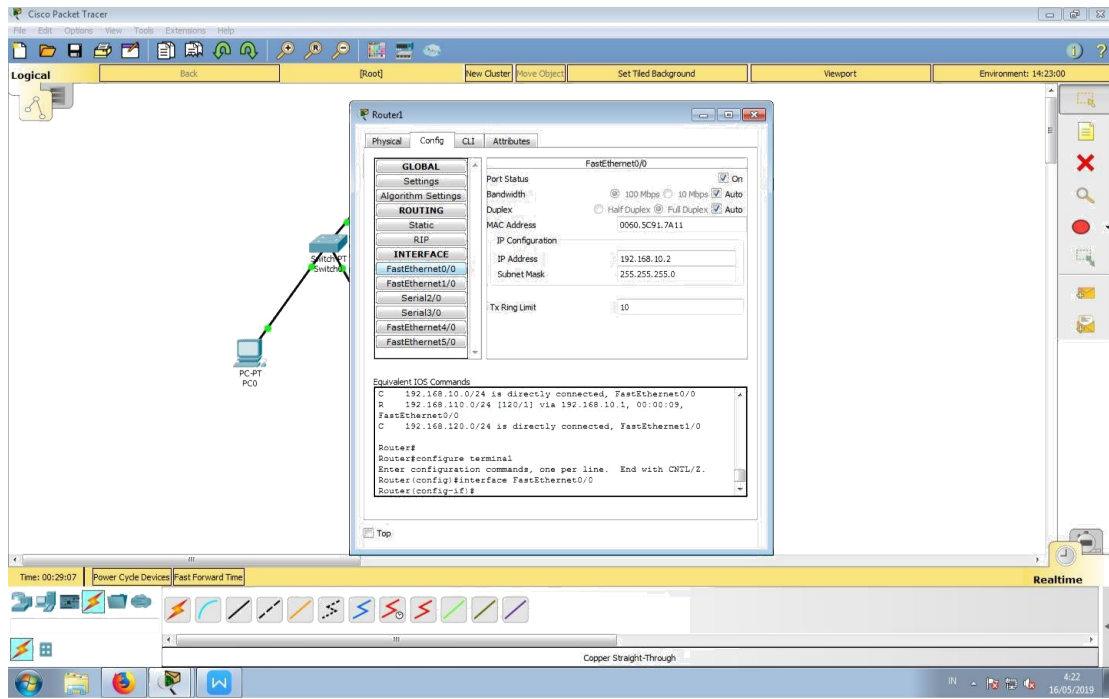 Cisco Packet Tracer
File Edit Options View Tools Extensions Help
Logical Back [Root] New Cluster Move Object Set Tiled Background Viewport Environment: 14:23:00
Router1
Physical Config CLI Attributes
GLOBAL
Settings
Algorithm Settings
ROUTING
Static
RIP
INTERFACE
FastEthernet0/0
FastEthernet1/0
Serial2/0
Serial3/0
FastEthernet4/0
FastEthernet5/0
FastEthernet0/0
Port Status On
Bandwidth 100 Mbps 10 Mbps Auto
Duplex Half Duplex Full Duplex Auto
MAC Address 0060.5C91.7A11
IP Configuration
IP Address 192.168.10.2
Subnet Mask 255.255.255.0
Tx Ring Limit 10
Switch-PT
PC-PT
PC0
Equivalent IOS Commands
C 192.168.10.0/24 is directly connected, FastEthernet0/0
R 192.168.110.0/24 [120/1] via 192.168.10.1, 00:00:09,
FastEthernet0/0
C 192.168.120.0/24 is directly connected, FastEthernet1/0
Router#
Router#configure terminal
Enter configuration commands, one per line. End with CNTL/Z.
Router(config)#interface FastEthernet0/0
Router(config-if)#
Top
Time: 00:29:07 Power Cycle Devices Fast Forward Time Realtime
Copper Straight-Through
IN 4:22
16/05/2019